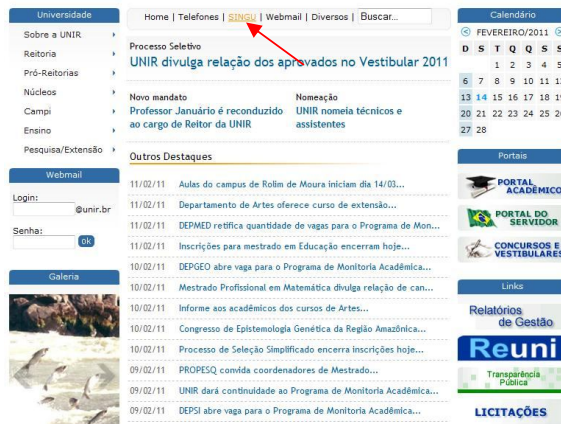 Universidade
Sobre a UNIR
Reitoria
Pró-Reitorias
Núcleos
Campi
Ensino
Pesquisa/Extensão
Webmail
Login:
@unir.br
Senha:
ok
Galeria
Home | Telefones | SINGU | Webmail | Diversos | Buscar...
Processo Seletivo
UNIR divulga relação dos aprovados no Vestibular 2011
Novo mandato
Professor Januário é reconduzido
ao cargo de Reitor da UNIR
Nomeação
UNIR nomeia técnicos e
assistentes
Outros Destaques
11/02/11 Aulas do campus de Rolim de Moura iniciam dia 14/03...
11/02/11 Departamento de Artes oferece curso de extensão...
11/02/11 DEPMED retifica quantidade de vagas para o Programa de Mon...
11/02/11 Inscrições para mestrado em Educação encerram hoje...
10/02/11 DEPGEO abre vaga para o Programa de Monitoria Acadêmica...
10/02/11 Mestrado Profissional em Matemática divulga relação de can...
10/02/11 Informe aos acadêmicos dos cursos de Artes...
10/02/11 Congresso de Epistemologia Genética da Região Amazônica...
10/02/11 Processo de Seleção Simplificado encerra inscrições hoje...
09/02/11 PROPESQ convida coordenadores de Mestrado...
09/02/11 UNIR dará continuidade ao Programa de Monitoria Acadêmica...
09/02/11 DEPSI abre vaga para o Programa de Monitoria Acadêmica...
Calendário
FEVEREIRO/2011
D S T Q Q S S
1 2 3 4 5
6 7 8 9 10 11 12
13 14 15 16 17 18 19
20 21 22 23 24 25 26
27 28
Portais
PORTAL
ACADÊMICO
PORTAL DO
SERVIDOR
CONCURSOS E
VESTIBULARES
Links
Relatórios
de Gestão
Reuni
Transparência
Pública
LICITAÇÕES